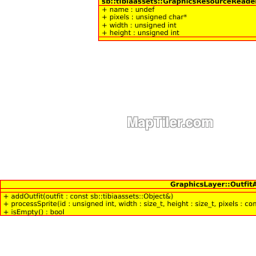 sb::tibiaassets::GraphicsResourceReade
+ name : undef
+ pixels : unsigned char*
+ width : unsigned int
+ height : unsigned int
MapTiler.com
GraphicsLayer::OutfitA
+ addOutfit(outfit : const sb::tibiaassets::Object&)
+ processSprite(id : unsigned int, width : size_t, height : size_t, pixels : con
+ isEmpty() : bool